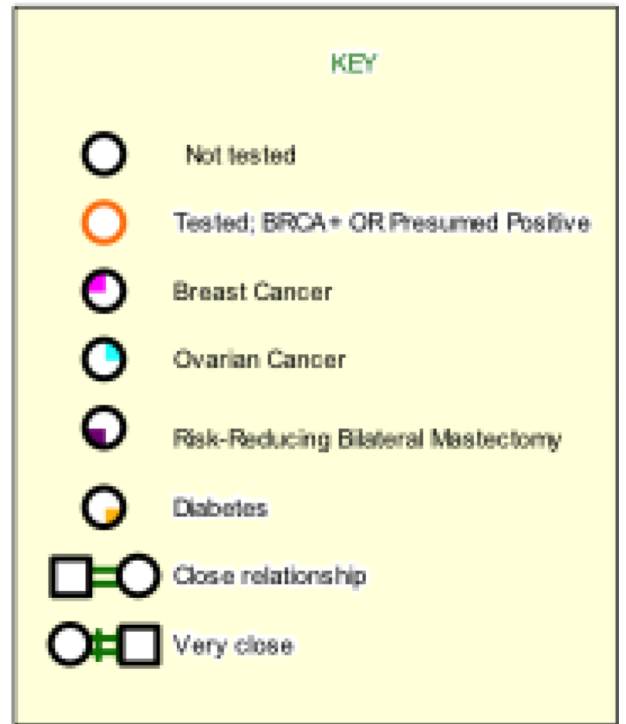 KEY
Not tested
Tested; BRCA+ OR Presumed Positive
Breast Cancer
Ovarian Cancer
Risk-Reducing Bilateral Mastectomy
Diabetes
Close relationship
Very close